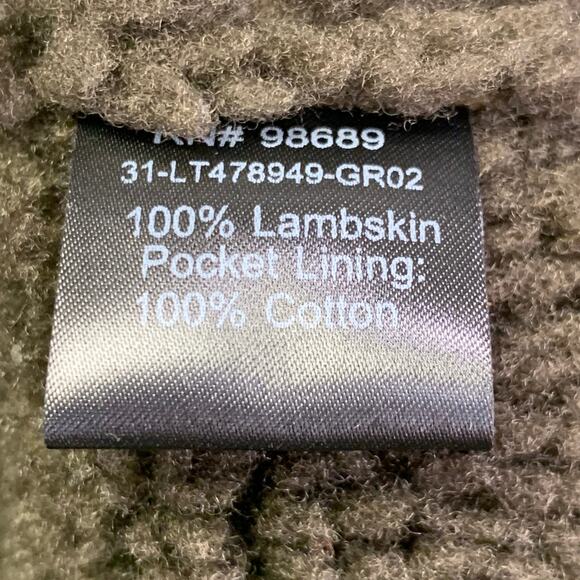 RN# 98689
31-LT478949-GR02
100% Lambskin
Pocket Lining:
100% Cotton